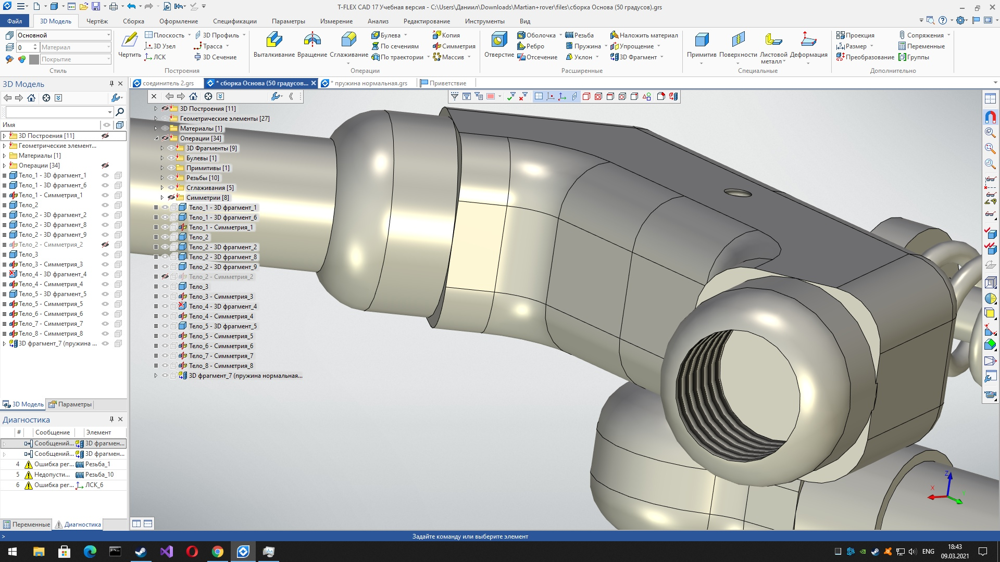 T-FLEX CAD 17 Учебная версия - C:\Users\Даниил\Downloads\Martian+rover\files\сборка Основа (50 градусов).grs
Файл 3D Модель Чертёж Сборка Оформление Спецификации Параметры Измерение Анализ Редактирование Инструменты Вид
Основной
0 Материал
Покрытие
Стиль
Чертить
Плоскость
3D Узел
ЛСК
3D Профиль
Трасса
3D Сечение
Построения
Выталкивание
Вращение
Сглаживание
Булева
По сечениям
По траектории
Копия
Симметрия
Массив
Операции
Отверстие
Оболочка
Ребро
Отсечение
Резьба
Пружина
Уклон
Наложить материал
Упрощение
3D Фрагмент
Расширенные
Примитив
Поверхности
Листовой металл
Деформация
Специальные
Проекция
Размер
Преобразование
Сопряжения
Переменные
Группы
Дополнительно
3D Модель
соединитель 2.grs
* сборка Основа (50 градусов...
* пружина нормальная.grs
Приветствие
Имя
3D Построения [11]
Геометрические элемент...
Материалы [1]
Операции [34]
Тело_1 - 3D фрагмент_1
Тело_1 - 3D фрагмент_6
Тело_1 - Симметрия_1
Тело_2
Тело_2 - 3D фрагмент_2
Тело_2 - 3D фрагмент_8
Тело_2 - 3D фрагмент_9
Тело_2 - Симметрия_2
Тело_3
Тело_3 - Симметрия_3
Тело_4 - 3D фрагмент_4
Тело_4 - Симметрия_4
Тело_5 - 3D фрагмент_5
Тело_5 - Симметрия_5
Тело_6 - Симметрия_6
Тело_7 - Симметрия_7
Тело_8 - Симметрия_8
3D фрагмент_7 (пружина ...
3D Модель Параметры
3D Построения [11]
Геометрические элементы [27]
Материалы [1]
Операции [34]
3D Фрагменты [9]
Булевы [1]
Примитивы [1]
Резьбы [10]
Сглаживания [5]
Симметрии [8]
Тело_1 - 3D фрагмент_1
Тело_1 - 3D фрагмент_6
Тело_1 - Симметрия_1
Тело_2
Тело_2 - 3D фрагмент_2
Тело_2 - 3D фрагмент_8
Тело_2 - 3D фрагмент_9
Тело_2 - Симметрия_2
Тело_3
Тело_3 - Симметрия_3
Тело_4 - 3D фрагмент_4
Тело_4 - Симметрия_4
Тело_5 - 3D фрагмент_5
Тело_5 - Симметрия_5
Тело_6 - Симметрия_6
Тело_7 - Симметрия_7
Тело_8 - Симметрия_8
3D фрагмент_7 (пружина нормальная...
Диагностика
# Сообщение Элемент
Сообщений... 3D фрагмен...
Сообщений... 3D фрагмен...
4 Ошибка рег... Резьба_1
5 Недопусти... Резьба_10
6 Ошибка рег... ЛСК_6
Переменные Диагностика
Z
X
> Задайте команду или выберите элемент
ENG
18:43
09.03.2021